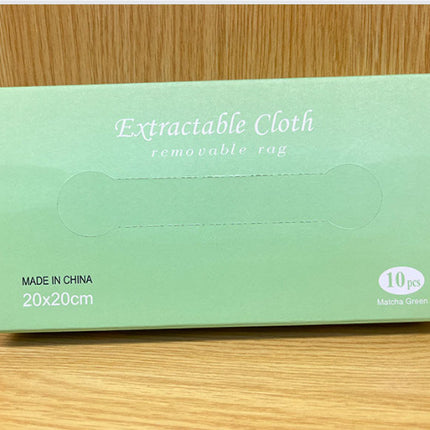 Extractable Cloth
removable rag
MADE IN CHINA
20x20cm
10pcs
Matcha Green